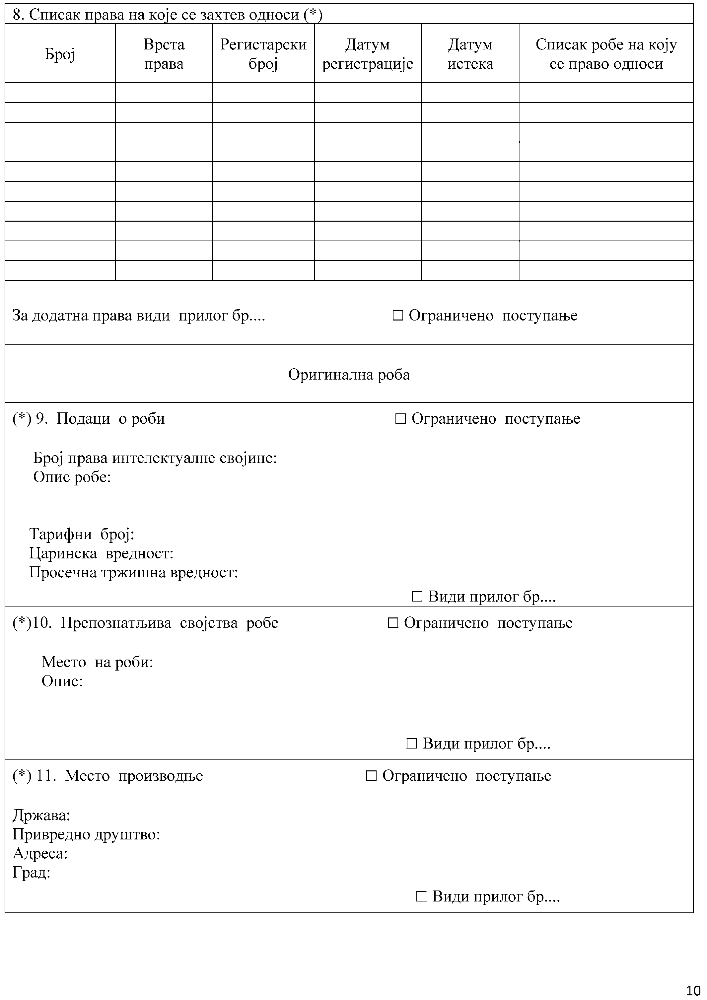 8. Списак права на које се захтев односи (*)
Број
Врста
права
Регистарски
број
Датум
регистрације
Датум
истека
Списак робе на коју
се право односи
За додатна права види прилог бр.... □ Ограничено поступање
Оригинална роба
(*) 9. Подаци о роби □ Ограничено поступање
Број права интелектуалне својине:
Опис робе:
Тарифни број:
Царинска вредност:
Просечна тржишна вредност:
□ Види прилог бр....
(*)10. Препознатљива својства робе □ Ограничено поступање
Место на роби:
Опис:
□ Види прилог бр....
(*) 11. Место производње □ Ограничено поступање
Држава:
Привредно друштво:
Адреса:
Град:
□ Види прилог бр....
10